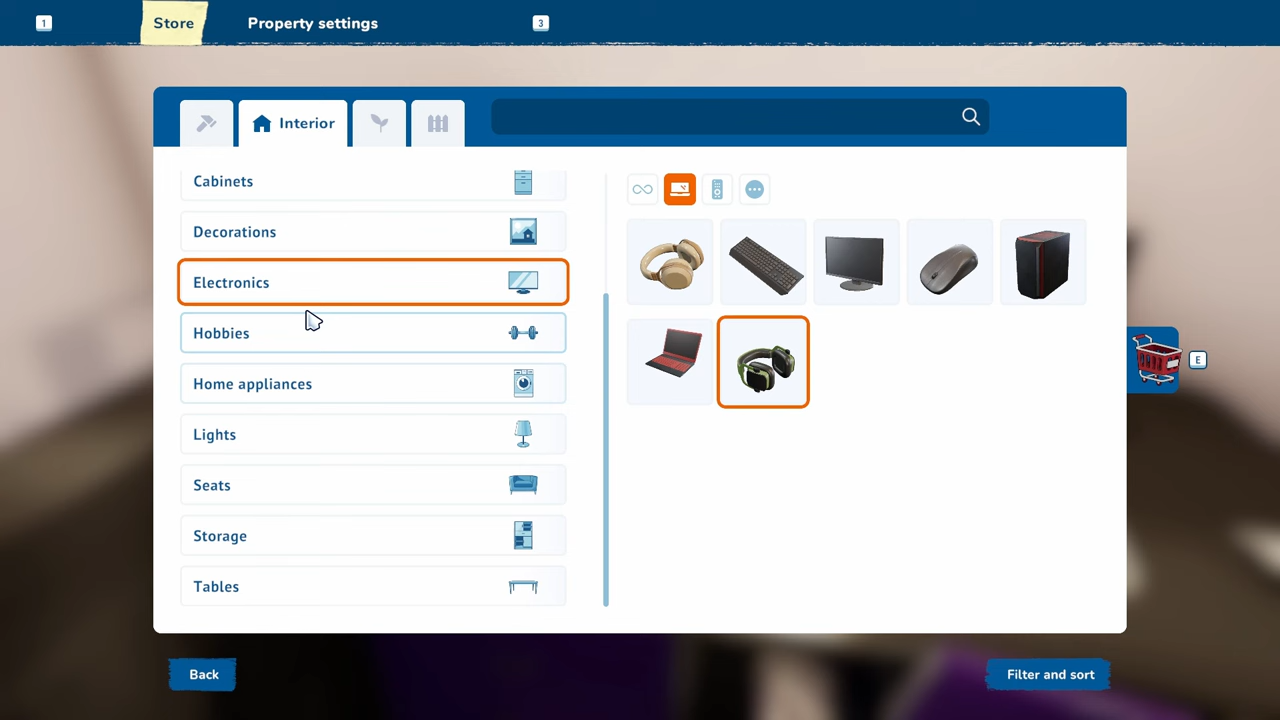 1
Store
Property settings
3
Interior
Cabinets
Decorations
Electronics
Hobbies
Home appliances
Lights
Seats
Storage
Tables
E
Back
Filter and sort